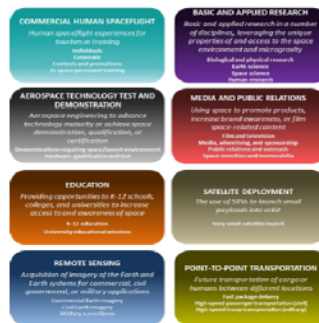 COMMERCIAL HUMAN SPACEFLIGHT
Human spaceflight experiences for
tourism or training
Individuals
Corporate
Contests and promotions
In-space personnel training
BASIC AND APPLIED RESEARCH
Basic and applied research in a number
of disciplines, leveraging the unique
properties of and access to the space
environment and microgravity
Biological and physical research
Earth science
Space science
Human research
AEROSPACE TECHNOLOGY TEST AND
DEMONSTRATION
Aerospace engineering to advance
technology maturity or achieve space
demonstration, qualification, or
certification
Demonstrations requiring space/launch environment
Hardware qualification and test
MEDIA AND PUBLIC RELATIONS
Using space to promote products,
increase brand awareness, or film
space-related content
Film and television
Media, advertising, and sponsorship
Public relations and outreach
Space novelties and memorabilia
EDUCATION
Providing opportunities to K-12 schools,
colleges, and universities to increase
access to and awareness of space
K-12 education
University educational missions
SATELLITE DEPLOYMENT
The use of SRVs to launch small
payloads into orbit
Very small satellite launch
REMOTE SENSING
Acquisition of imagery of the Earth and
Earth systems for commercial, civil
government, or military applications
Commercial Earth imagery
Civil Earth imagery
Military surveillance
POINT-TO-POINT TRANSPORTATION
Future transportation of cargo or
humans between different locations
Fast package delivery
High-speed passenger transportation (civil)
High-speed troop transportation (military)